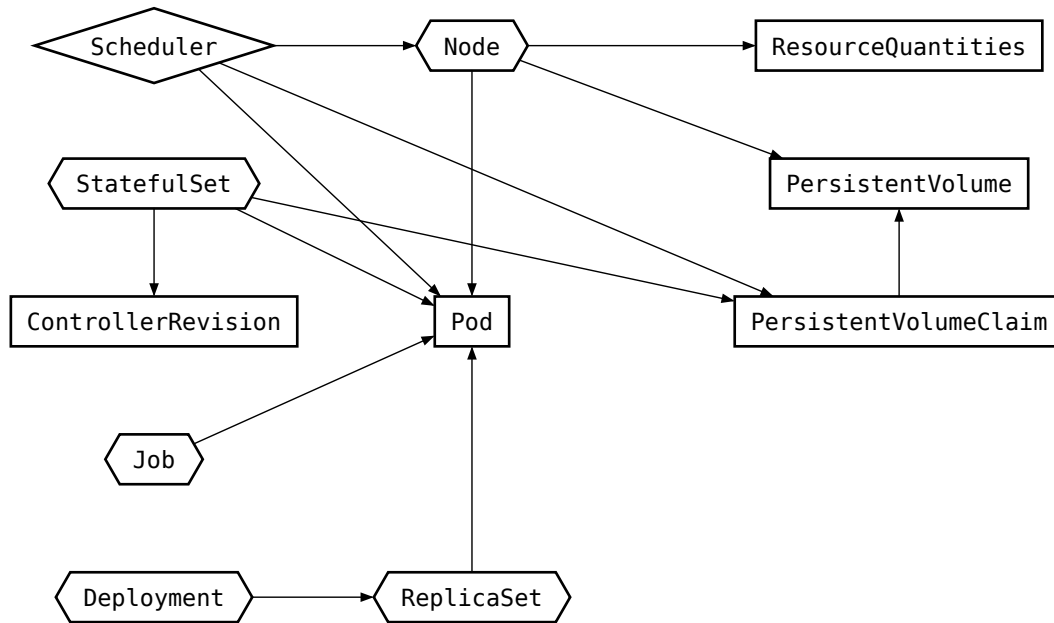 Scheduler
Node
ResourceQuantities
StatefulSet
PersistentVolume
ControllerRevision
Pod
PersistentVolumeClaim
Job
Deployment
ReplicaSet